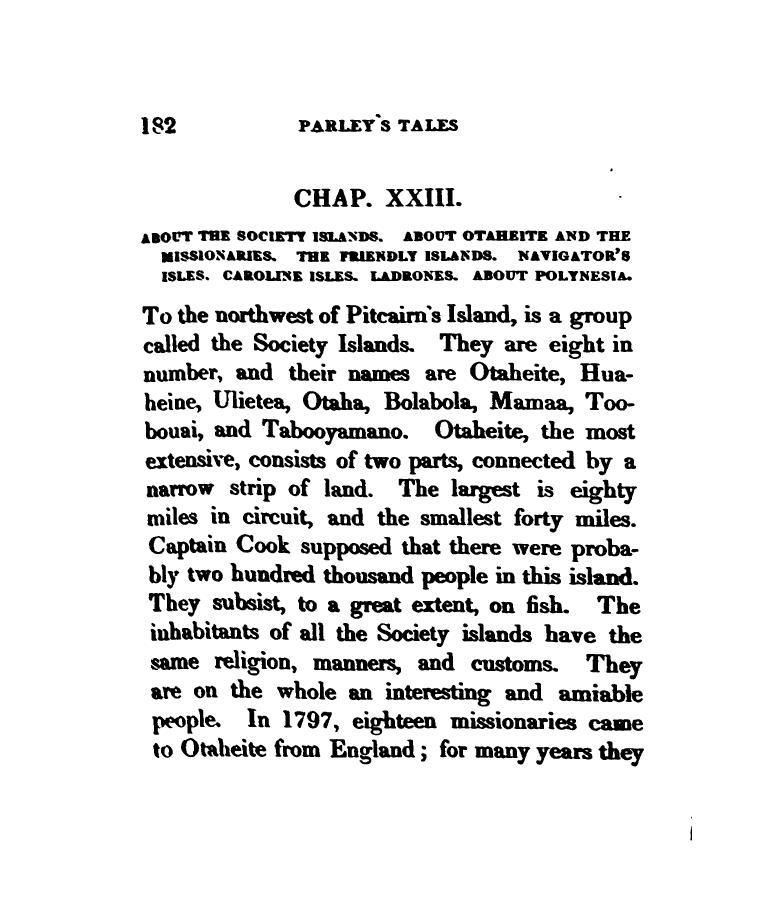 182 PARLEY'S TALES
CHAP. XXIII.
ABOUT THE SOCIETY ISLANDS. ABOUT OTAHEITE AND THE
MISSIONARIES. THE FRIENDLY ISLANDS. NAVIGATOR'S
ISLES. CAROLINE ISLES. LADRONES. ABOUT POLYNESIA.
To the northwest of Pitcairn's Island, is a group
called the Society Islands. They are eight in
number, and their names are Otaheite, Hua-
heine, Ulietea, Otaha, Bolabola, Mamaa, Too-
bouai, and Tabooyamano. Otaheite, the most
extensive, consists of two parts, connected by a
narrow strip of land. The largest is eighty
miles in circuit, and the smallest forty miles.
Captain Cook supposed that there were proba-
bly two hundred thousand people in this island.
They subsist, to a great extent, on fish. The
inhabitants of all the Society islands have the
same religion, manners, and customs. They
are on the whole an interesting and amiable
people. In 1797, eighteen missionaries came
to Otaheite from England; for many years they